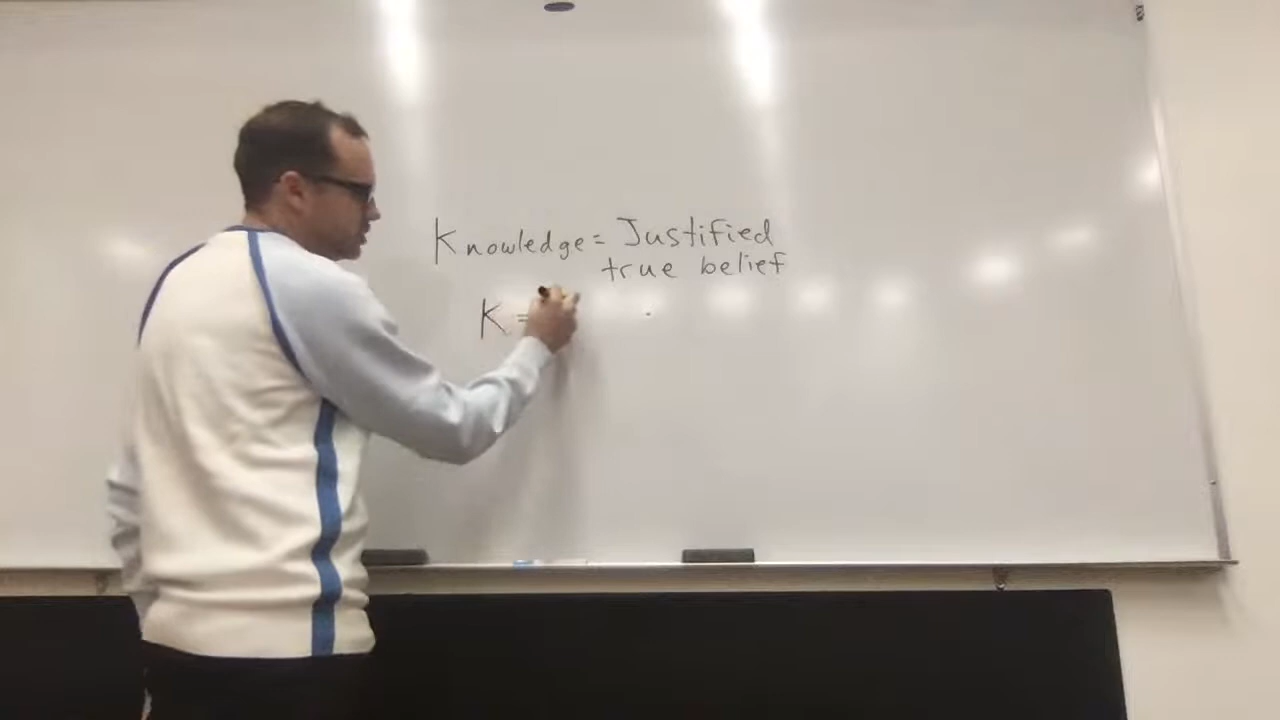 Knowledge = Justified
true belief
K =